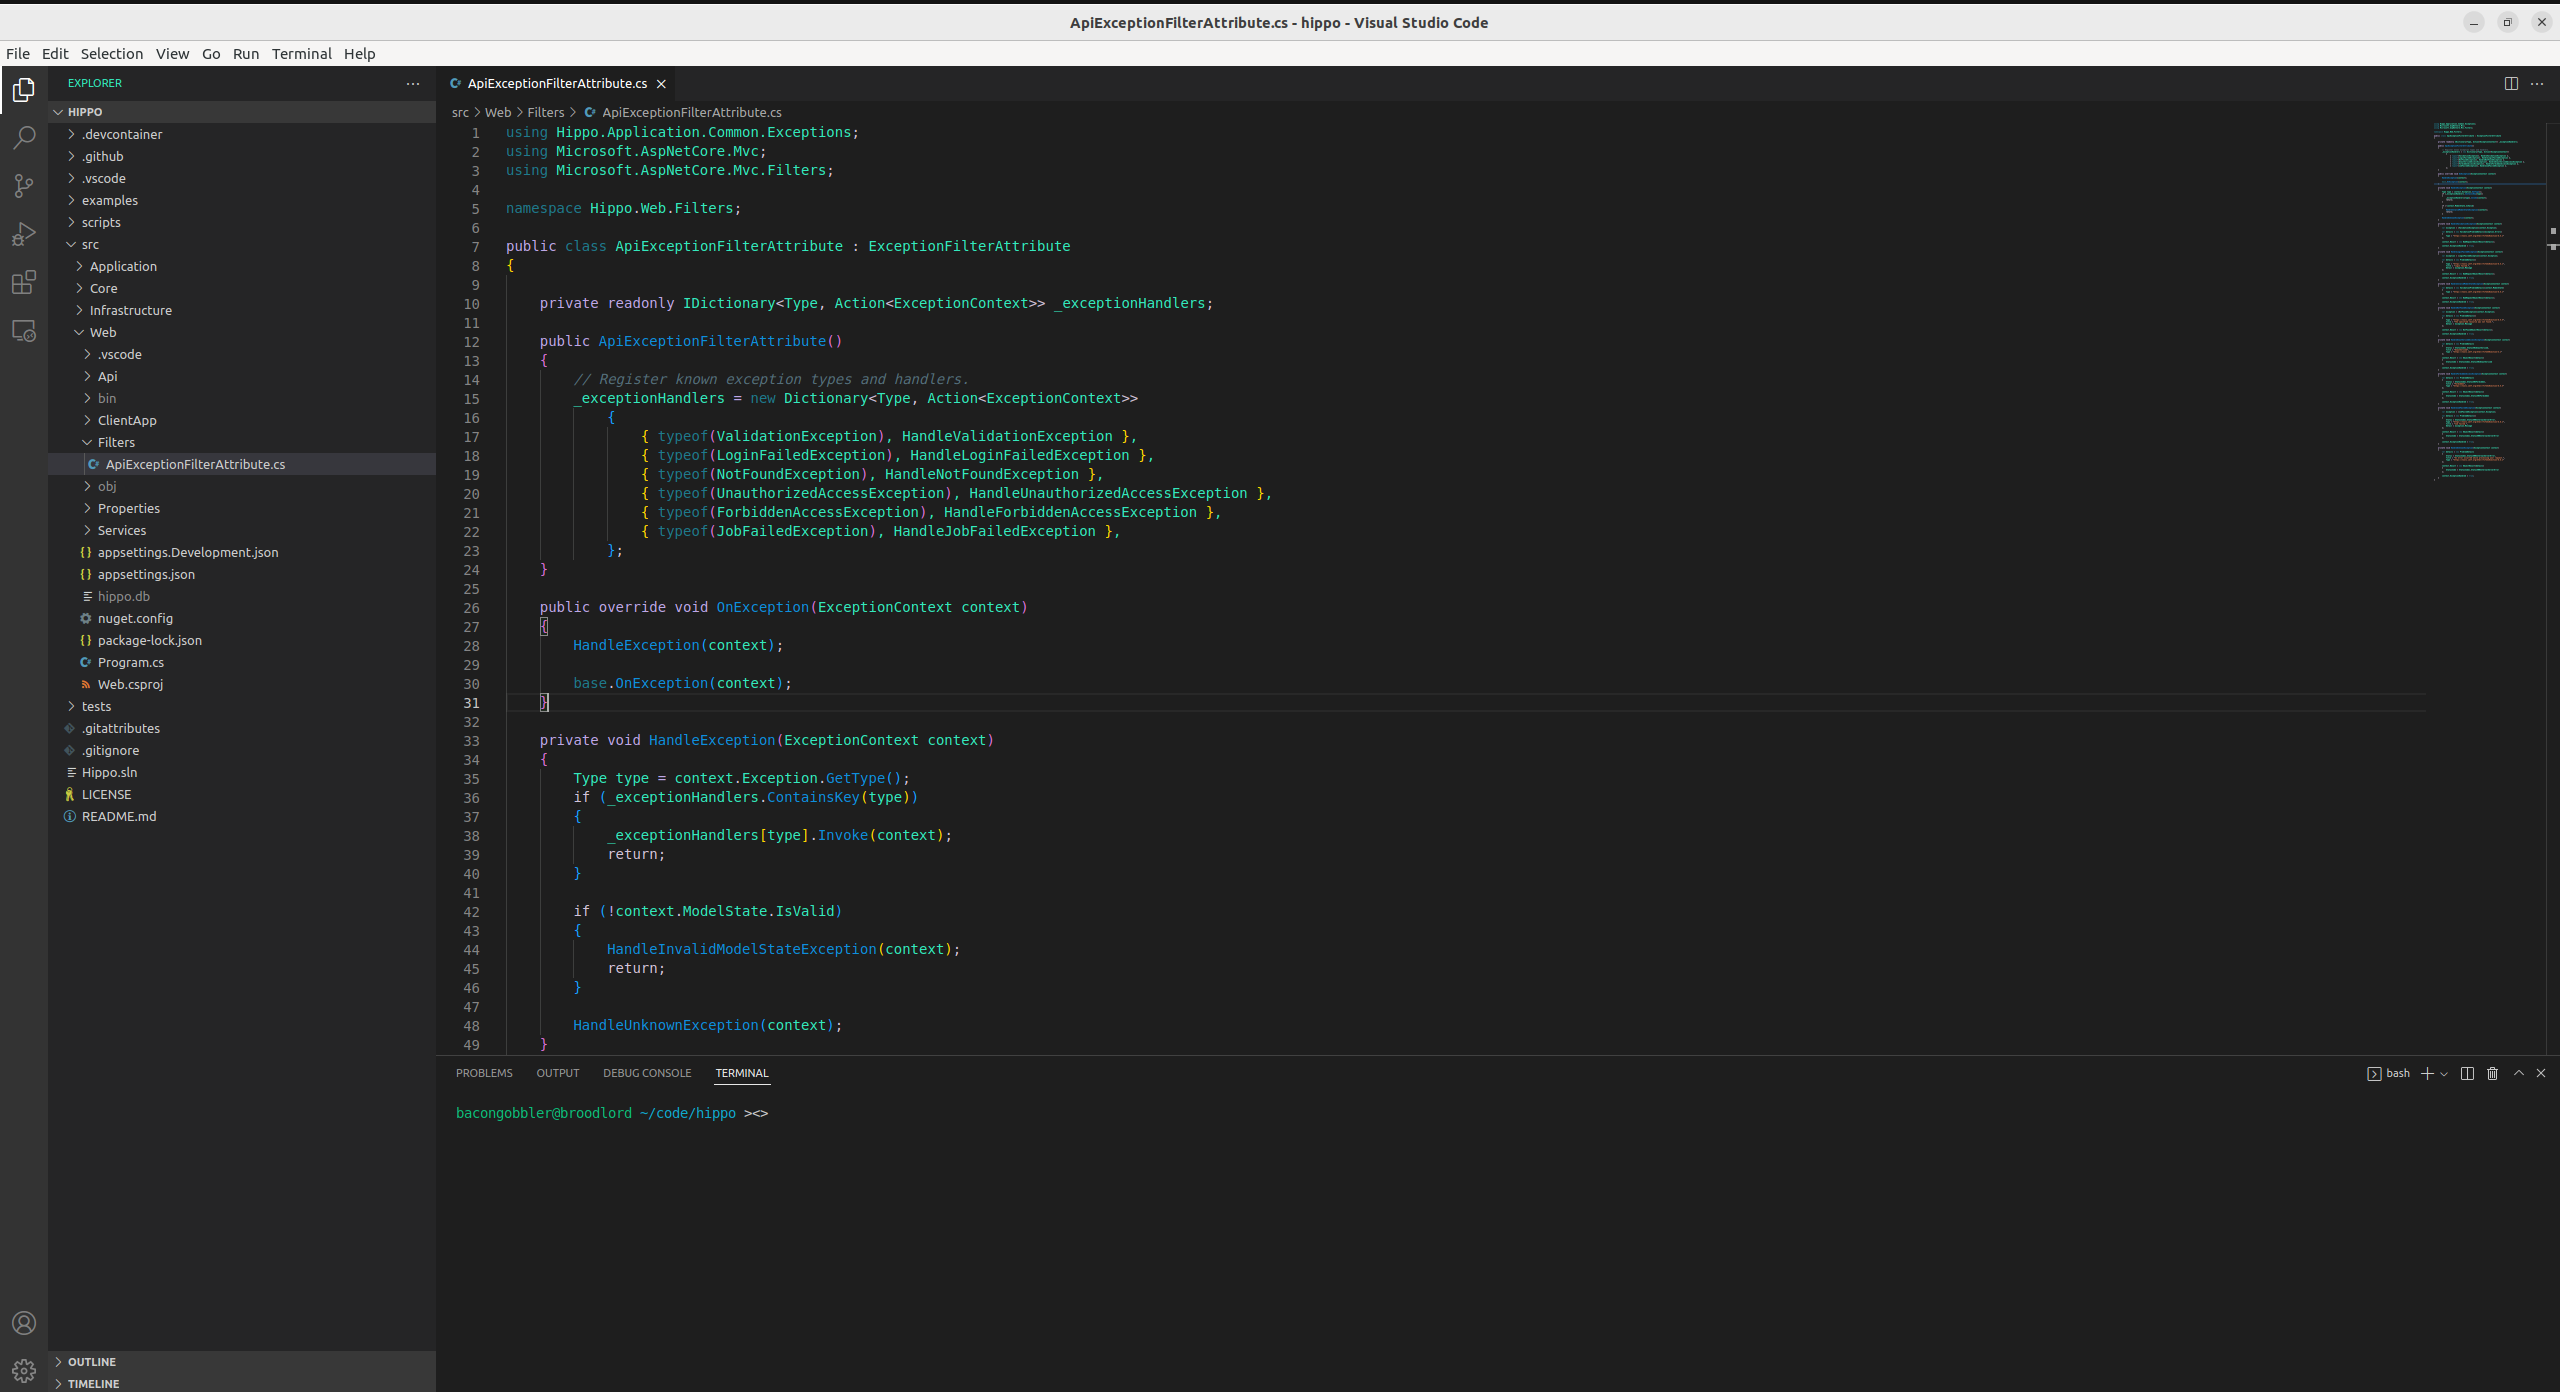 ApiExceptionFilterAttribute.cs - hippo - Visual Studio Code
File Edit Selection View Go Run Terminal Help
EXPLORER
HIPPO
.devcontainer
.github
.vscode
examples
scripts
src
Application
Core
Infrastructure
Web
.vscode
Api
bin
ClientApp
Filters
ApiExceptionFilterAttribute.cs
obj
Properties
Services
appsettings.Development.json
appsettings.json
hippo.db
nuget.config
package-lock.json
Program.cs
Web.csproj
tests
.gitattributes
.gitignore
Hippo.sln
LICENSE
README.md
OUTLINE
TIMELINE
ApiExceptionFilterAttribute.cs
src > Web > Filters > ApiExceptionFilterAttribute.cs
1 using Hippo.Application.Common.Exceptions;
2 using Microsoft.AspNetCore.Mvc;
3 using Microsoft.AspNetCore.Mvc.Filters;
4
5 namespace Hippo.Web.Filters;
6
7 public class ApiExceptionFilterAttribute : ExceptionFilterAttribute
8 {
9
10 private readonly IDictionary<Type, Action<ExceptionContext>> _exceptionHandlers;
11
12 public ApiExceptionFilterAttribute()
13 {
14 // Register known exception types and handlers.
15 _exceptionHandlers = new Dictionary<Type, Action<ExceptionContext>>
16 {
17 { typeof(ValidationException), HandleValidationException },
18 { typeof(LoginFailedException), HandleLoginFailedException },
19 { typeof(NotFoundException), HandleNotFoundException },
20 { typeof(UnauthorizedAccessException), HandleUnauthorizedAccessException },
21 { typeof(ForbiddenAccessException), HandleForbiddenAccessException },
22 { typeof(JobFailedException), HandleJobFailedException },
23 };
24 }
25
26 public override void OnException(ExceptionContext context)
27 {
28 HandleException(context);
29
30 base.OnException(context);
31 }
32
33 private void HandleException(ExceptionContext context)
34 {
35 Type type = context.Exception.GetType();
36 if (_exceptionHandlers.ContainsKey(type))
37 {
38 _exceptionHandlers[type].Invoke(context);
39 return;
40 }
41
42 if (!context.ModelState.IsValid)
43 {
44 HandleInvalidModelStateException(context);
45 return;
46 }
47
48 HandleUnknownException(context);
49 }
PROBLEMS OUTPUT DEBUG CONSOLE TERMINAL
bash
bacongobbler@broodlord ~/code/hippo ><>